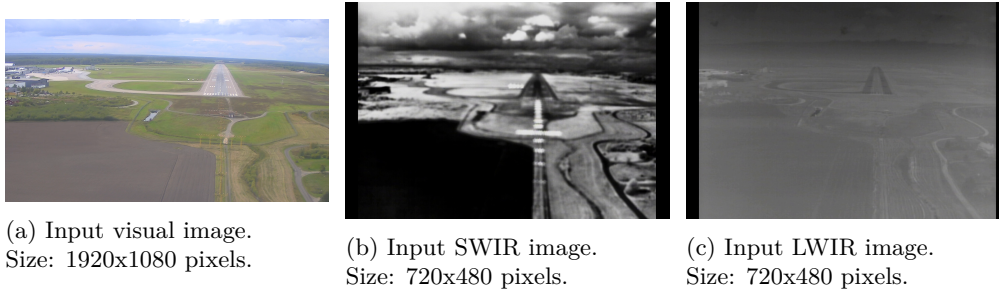 (a) Input visual image.
Size: 1920x1080 pixels.
(b) Input SWIR image.
Size: 720x480 pixels.
(c) Input LWIR image.
Size: 720x480 pixels.